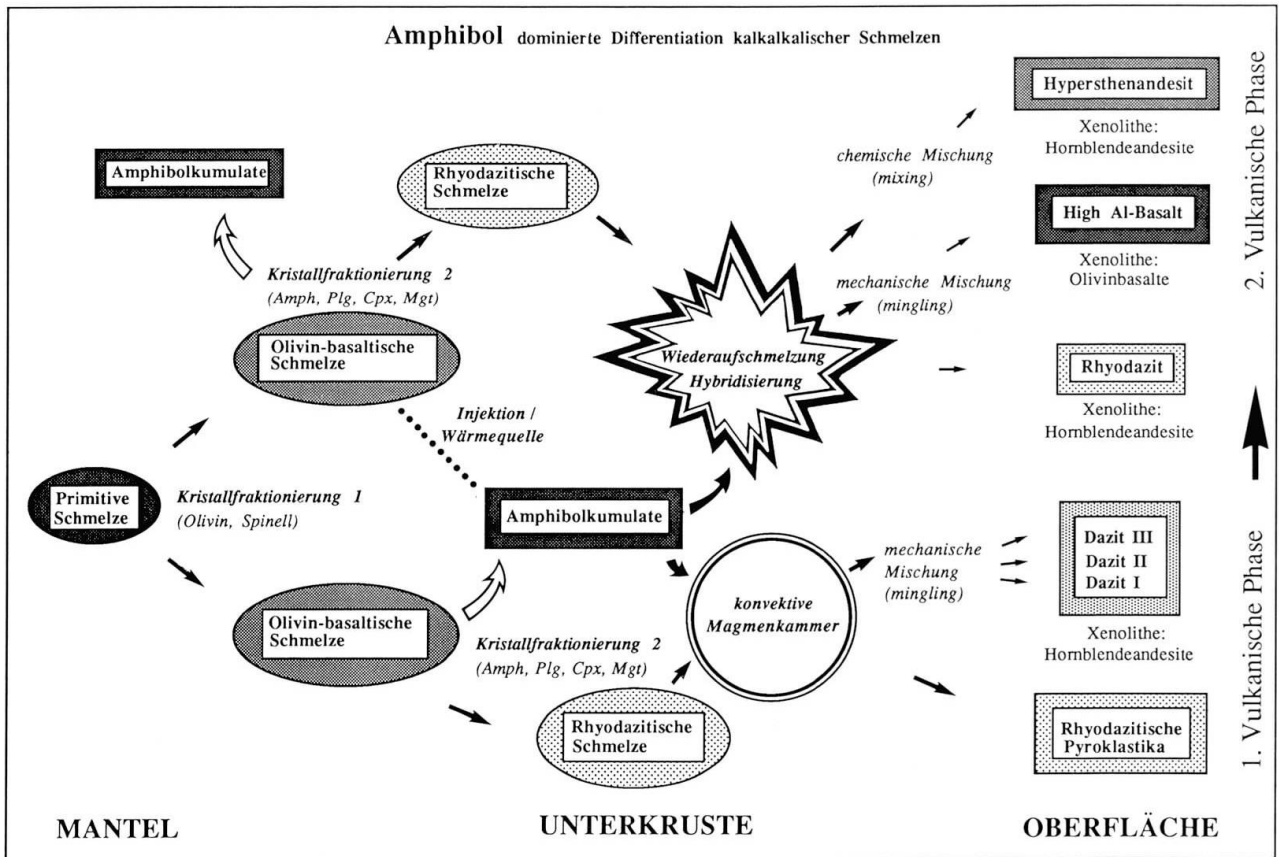 Amphibol dominierte Differentiation kalkalkalischer Schmelzen
Amphibolkumulate
Rhyodazitische
Schmelze
Kristallfraktionierung 2
(Amph, Plg, Cpx, Mgt)
Olivin-basaltische
Schmelze
Injektion /
Wärmequelle
Primitive
Schmelze
Kristallfraktionierung 1
(Olivin, Spinell)
Amphibolkumulate
Olivin-basaltische
Schmelze
Kristallfraktionierung 2
(Amph, Plg, Cpx, Mgt)
Rhyodazitische
Schmelze
Wiederaufschmelzung
Hybridisierung
konvektive
Magmenkammer
chemische Mischung
(mixing)
mechanische Mischung
(mingling)
mechanische
Mischung
(mingling)
Hypersthenandesit
Xenolithe:
Hornblendeandesite
High Al-Basalt
Xenolithe:
Olivinbasalte
Rhyodazit
Xenolithe:
Hornblendeandesite
Dazit III
Dazit II
Dazit I
Xenolithe:
Hornblendeandesite
Rhyodazitische
Pyroklastika
2. Vulkanische Phase
1. Vulkanische Phase
MANTEL
UNTERKRUSTE
OBERFLÄCHE